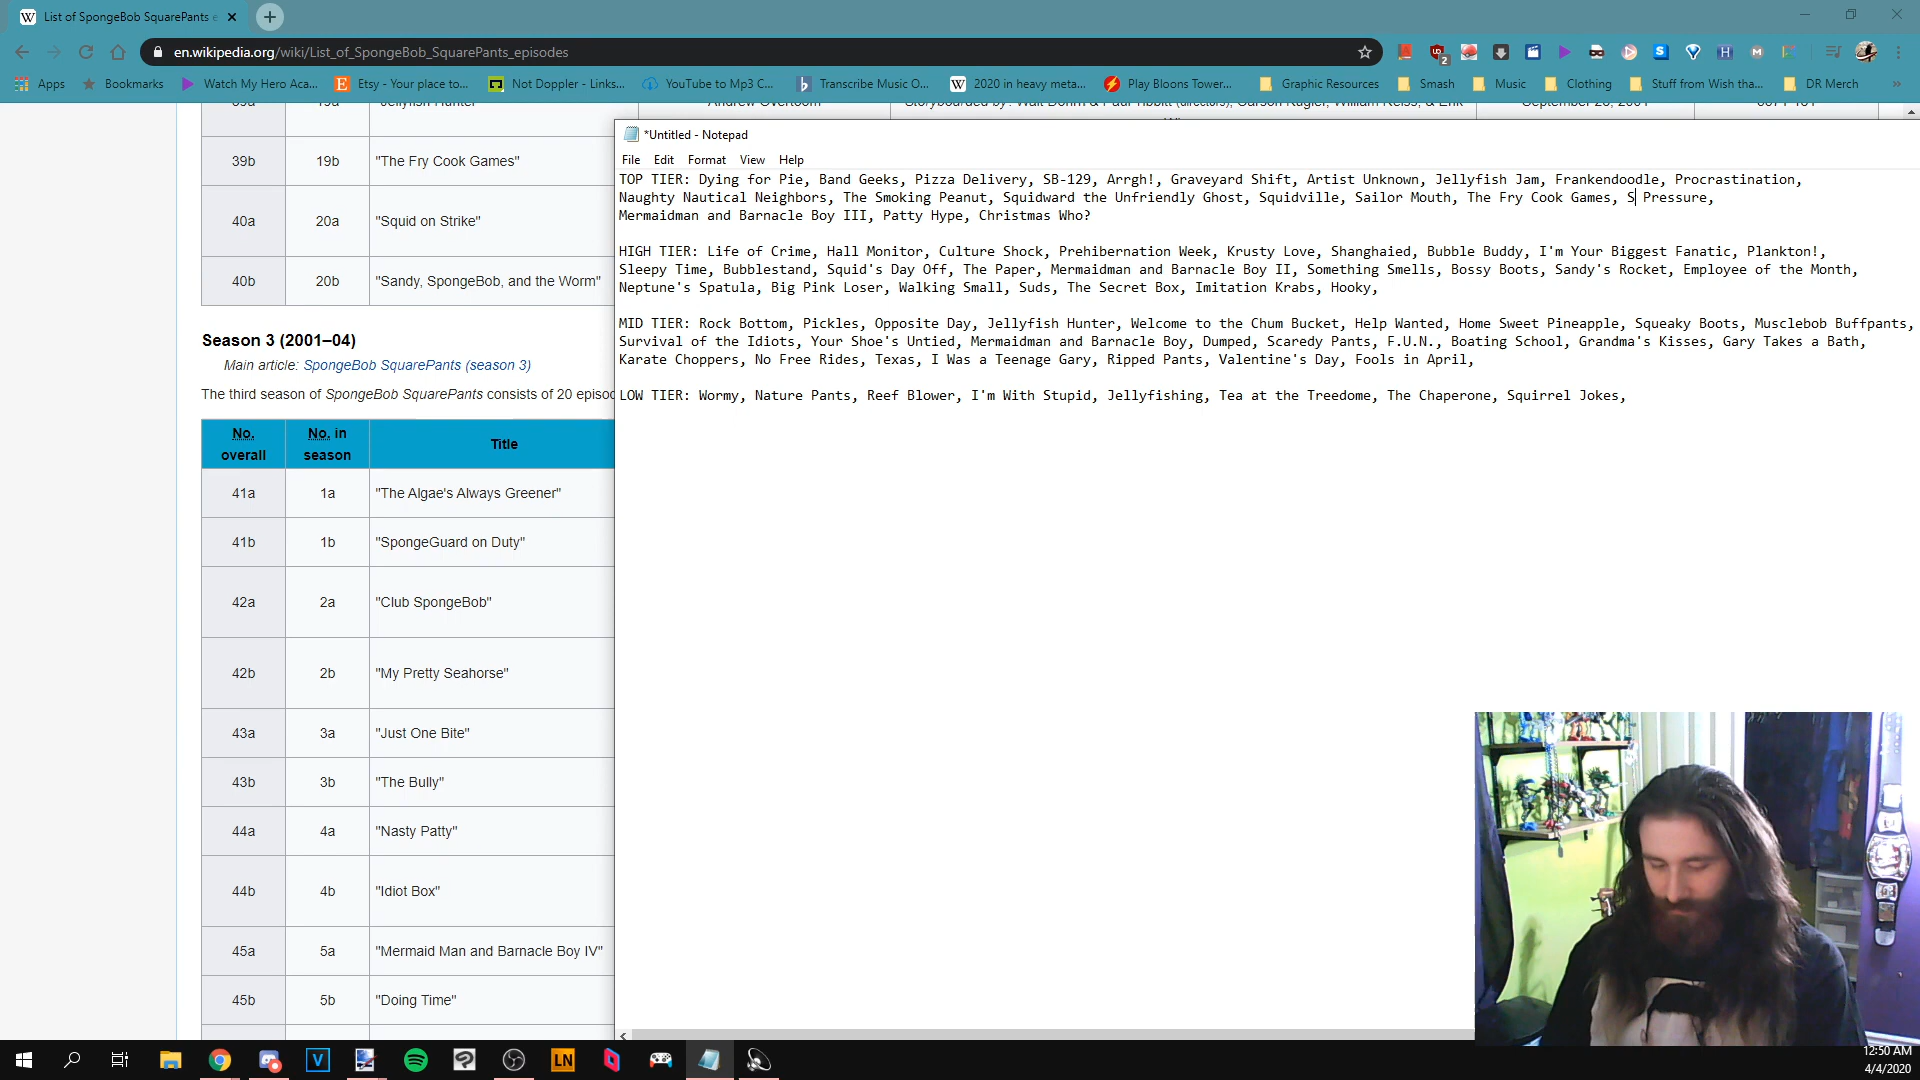 List of SpongeBob SquarePants e
en.wikipedia.org/wiki/List_of_SpongeBob_SquarePants_episodes
2
Apps
Bookmarks
Watch My Hero Aca...
Etsy - Your place to...
Not Doppler - Links...
YouTube to Mp3 C...
Transcribe Music O...
2020 in heavy meta...
Play Bloons Tower...
Graphic Resources
Smash
Music
Clothing
Stuff from Wish tha...
DR Merch
39b 19b "The Fry Cook Games"
40a 20a "Squid on Strike"
40b 20b "Sandy, SpongeBob, and the Worm"
Season 3 (2001–04)
Main article: SpongeBob SquarePants (season 3)
The third season of SpongeBob SquarePants consists of 20 episo
No. overall No. in season Title
41a 1a "The Algae's Always Greener"
41b 1b "SpongeGuard on Duty"
42a 2a "Club SpongeBob"
42b 2b "My Pretty Seahorse"
43a 3a "Just One Bite"
43b 3b "The Bully"
44a 4a "Nasty Patty"
44b 4b "Idiot Box"
45a 5a "Mermaid Man and Barnacle Boy IV"
45b 5b "Doing Time"
*Untitled - Notepad
File Edit Format View Help
TOP TIER: Dying for Pie, Band Geeks, Pizza Delivery, SB-129, Arrgh!, Graveyard Shift, Artist Unknown, Jellyfish Jam, Frankendoodle, Procrastination,
Naughty Nautical Neighbors, The Smoking Peanut, Squidward the Unfriendly Ghost, Squidville, Sailor Mouth, The Fry Cook Games, S Pressure,
Mermaidman and Barnacle Boy III, Patty Hype, Christmas Who?
HIGH TIER: Life of Crime, Hall Monitor, Culture Shock, Prehibernation Week, Krusty Love, Shanghaied, Bubble Buddy, I'm Your Biggest Fanatic, Plankton!,
Sleepy Time, Bubblestand, Squid's Day Off, The Paper, Mermaidman and Barnacle Boy II, Something Smells, Bossy Boots, Sandy's Rocket, Employee of the Month,
Neptune's Spatula, Big Pink Loser, Walking Small, Suds, The Secret Box, Imitation Krabs, Hooky,
MID TIER: Rock Bottom, Pickles, Opposite Day, Jellyfish Hunter, Welcome to the Chum Bucket, Help Wanted, Home Sweet Pineapple, Squeaky Boots, Musclebob Buffpants,
Survival of the Idiots, Your Shoe's Untied, Mermaidman and Barnacle Boy, Dumped, Scaredy Pants, F.U.N., Boating School, Grandma's Kisses, Gary Takes a Bath,
Karate Choppers, No Free Rides, Texas, I Was a Teenage Gary, Ripped Pants, Valentine's Day, Fools in April,
LOW TIER: Wormy, Nature Pants, Reef Blower, I'm With Stupid, Jellyfishing, Tea at the Treedome, The Chaperone, Squirrel Jokes,
LN
12:50 AM
4/4/2020